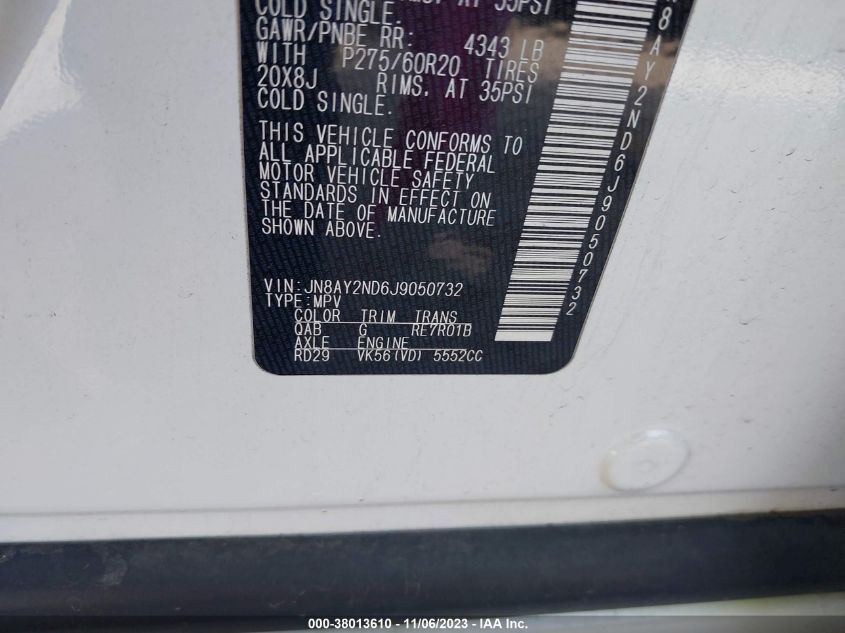 AT 35PSI
COLD SINGLE.
GAWR/PNBE RR: 4343 LB
WITH P275/60R20 TIRES
20X8J RIMS, AT 35PSI
COLD SINGLE.
THIS VEHICLE CONFORMS TO
ALL APPLICABLE FEDERAL
MOTOR VEHICLE SAFETY
STANDARDS IN EFFECT ON
THE DATE OF MANUFACTURE
SHOWN ABOVE.
VIN:JN8AY2ND6J9050732
TYPE:MPV
COLOR TRIM TRANS
QAB G RE7R01B
AXLE ENGINE
RD29 VK56(VD) 5552CC
8AY2ND6J9050732
000-38013610 - 11/06/2023 - IAA Inc.